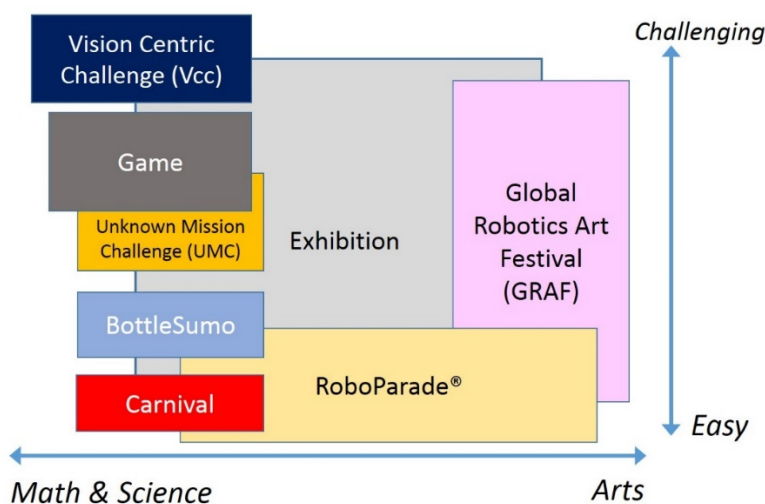 Vision Centric
Challenge (Vcc)
Challenging
Game
Unknown Mission
Challenge (UMC)
Exhibition
Global
Robotics Art
Festival
(GRAF)
BottleSumo
RoboParade®
Carnival
Easy
Math & Science
Arts